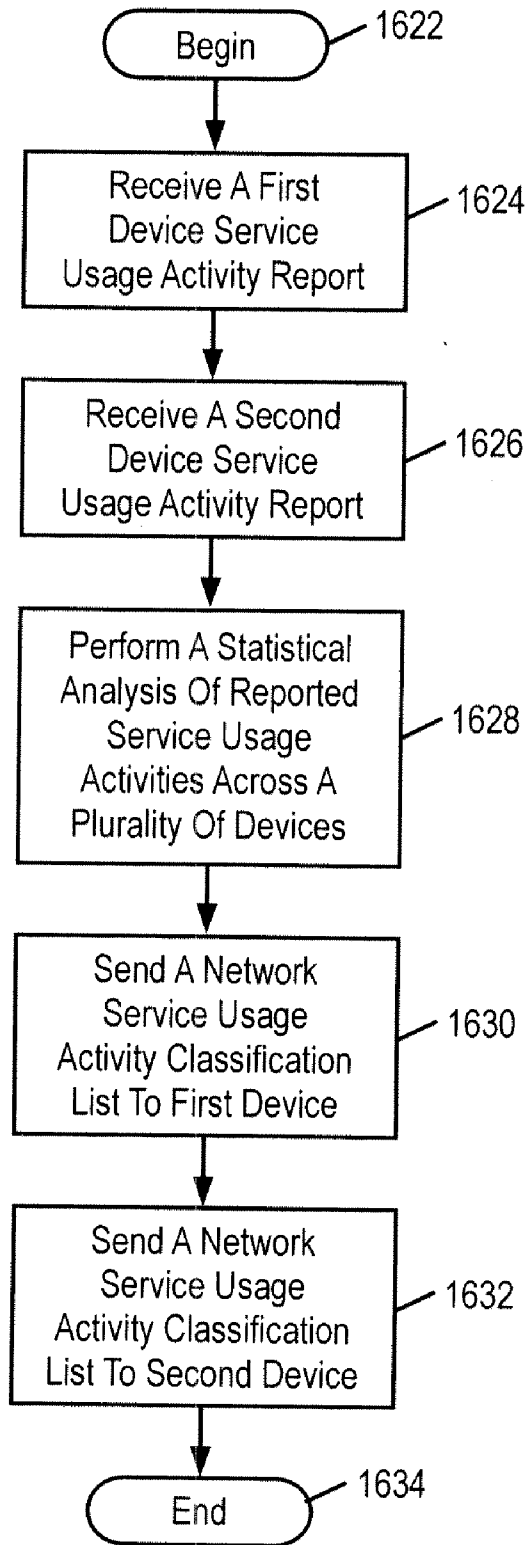 Begin
1622
Receive A First
Device Service
Usage Activity Report
1624
Receive A Second
Device Service
Usage Activity Report
1626
Perform A Statistical
Analysis Of Reported
Service Usage
Activities Across A
Plurality Of Devices
1628
Send A Network
Service Usage
Activity Classification
List To First Device
1630
Send A Network
Service Usage
Activity Classification
List To Second Device
1632
End
1634